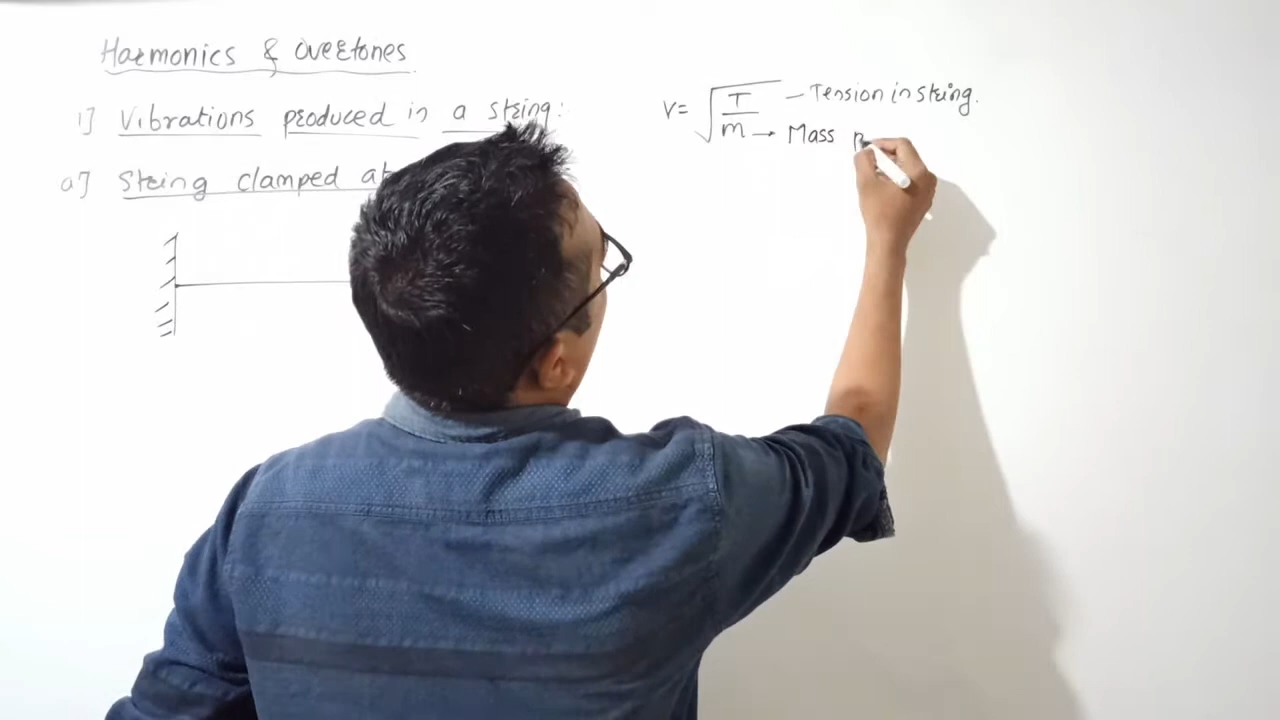 Harmonics & overtones
1] Vibrations produced in a string:
a] String clamped at
V= √T/m – Tension in string.
→ Mass p